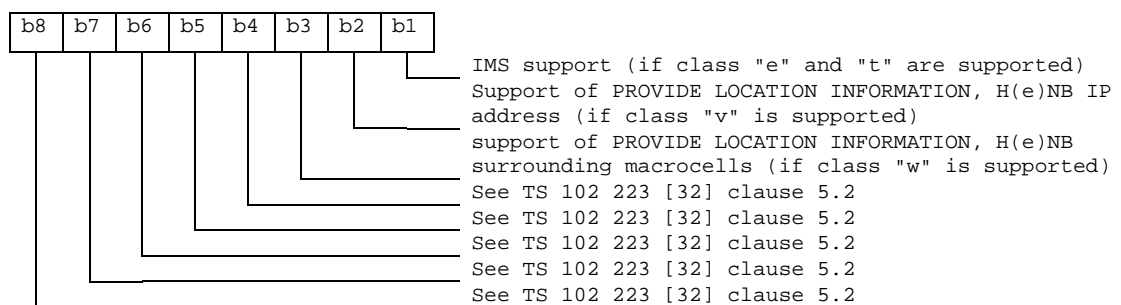 b8 b7 b6 b5 b4 b3 b2 b1
IMS support (if class "e" and "t" are supported)
Support of PROVIDE LOCATION INFORMATION, H(e)NB IP
address (if class "v" is supported)
support of PROVIDE LOCATION INFORMATION, H(e)NB
surrounding macrocells (if class "w" is supported)
See TS 102 223 [32] clause 5.2
See TS 102 223 [32] clause 5.2
See TS 102 223 [32] clause 5.2
See TS 102 223 [32] clause 5.2
See TS 102 223 [32] clause 5.2